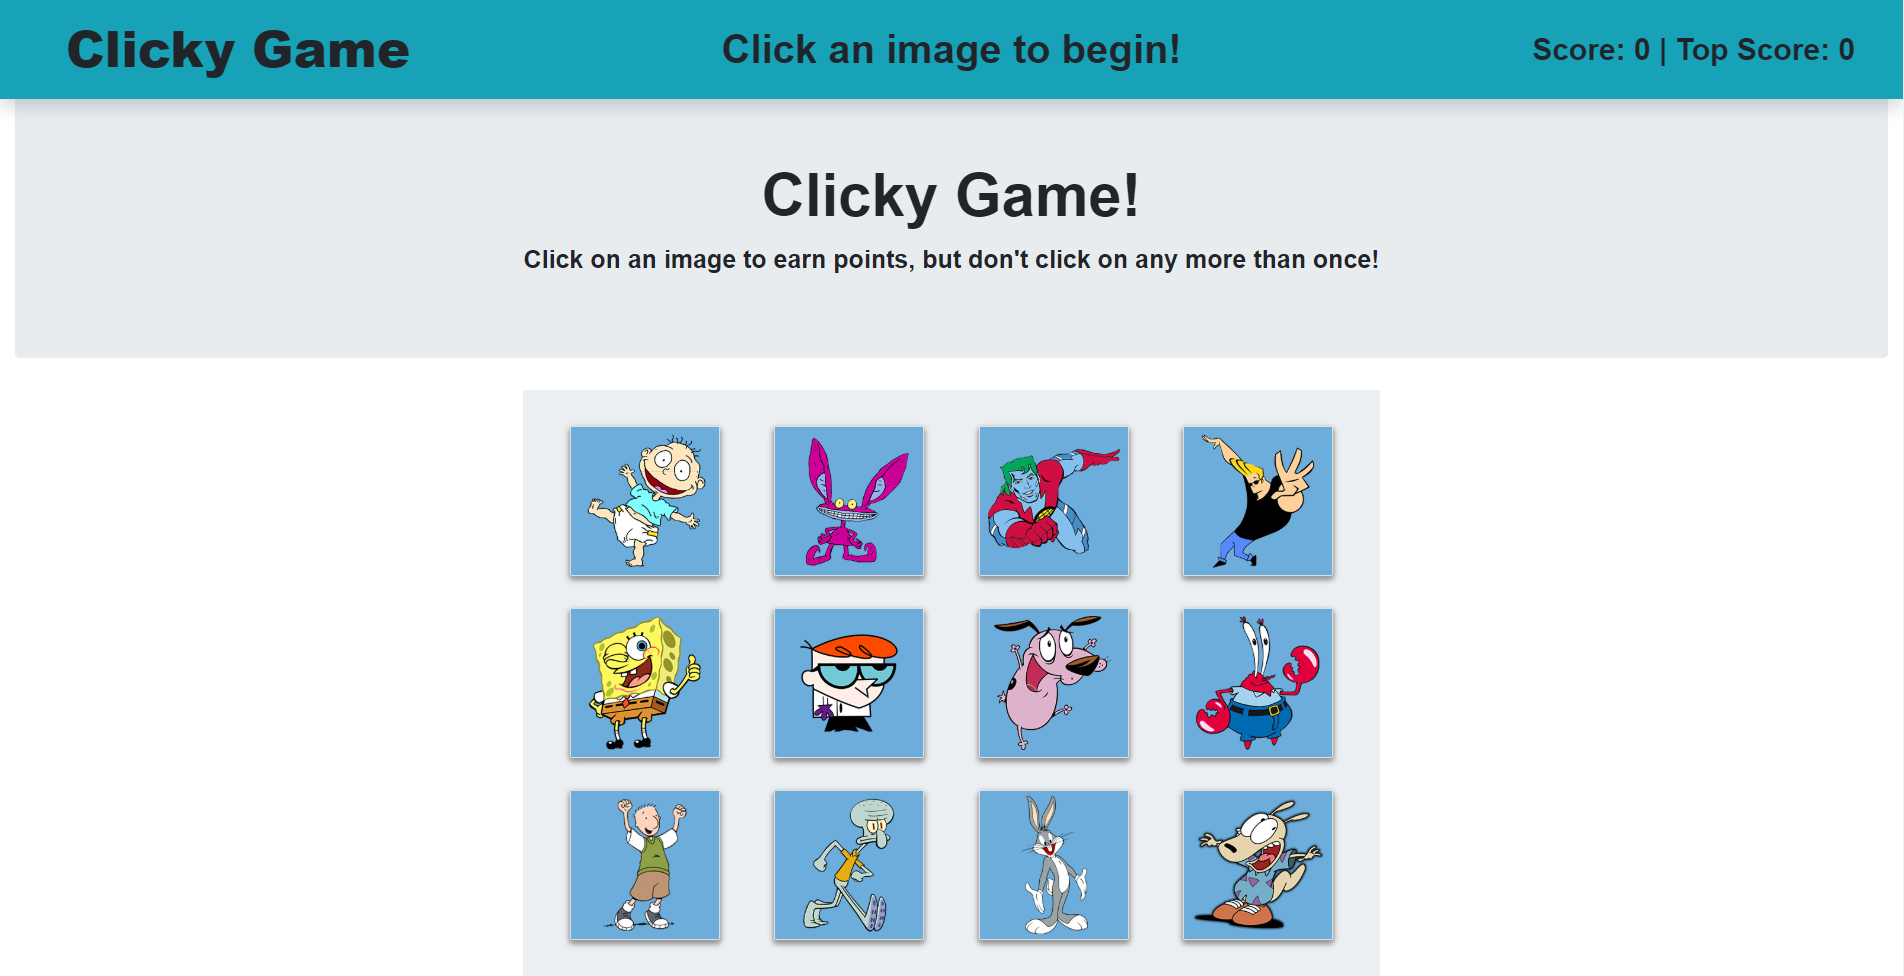 Clicky Game
Click an image to begin!
Score: 0 | Top Score: 0
Clicky Game!
Click on an image to earn points, but don't click on any more than once!